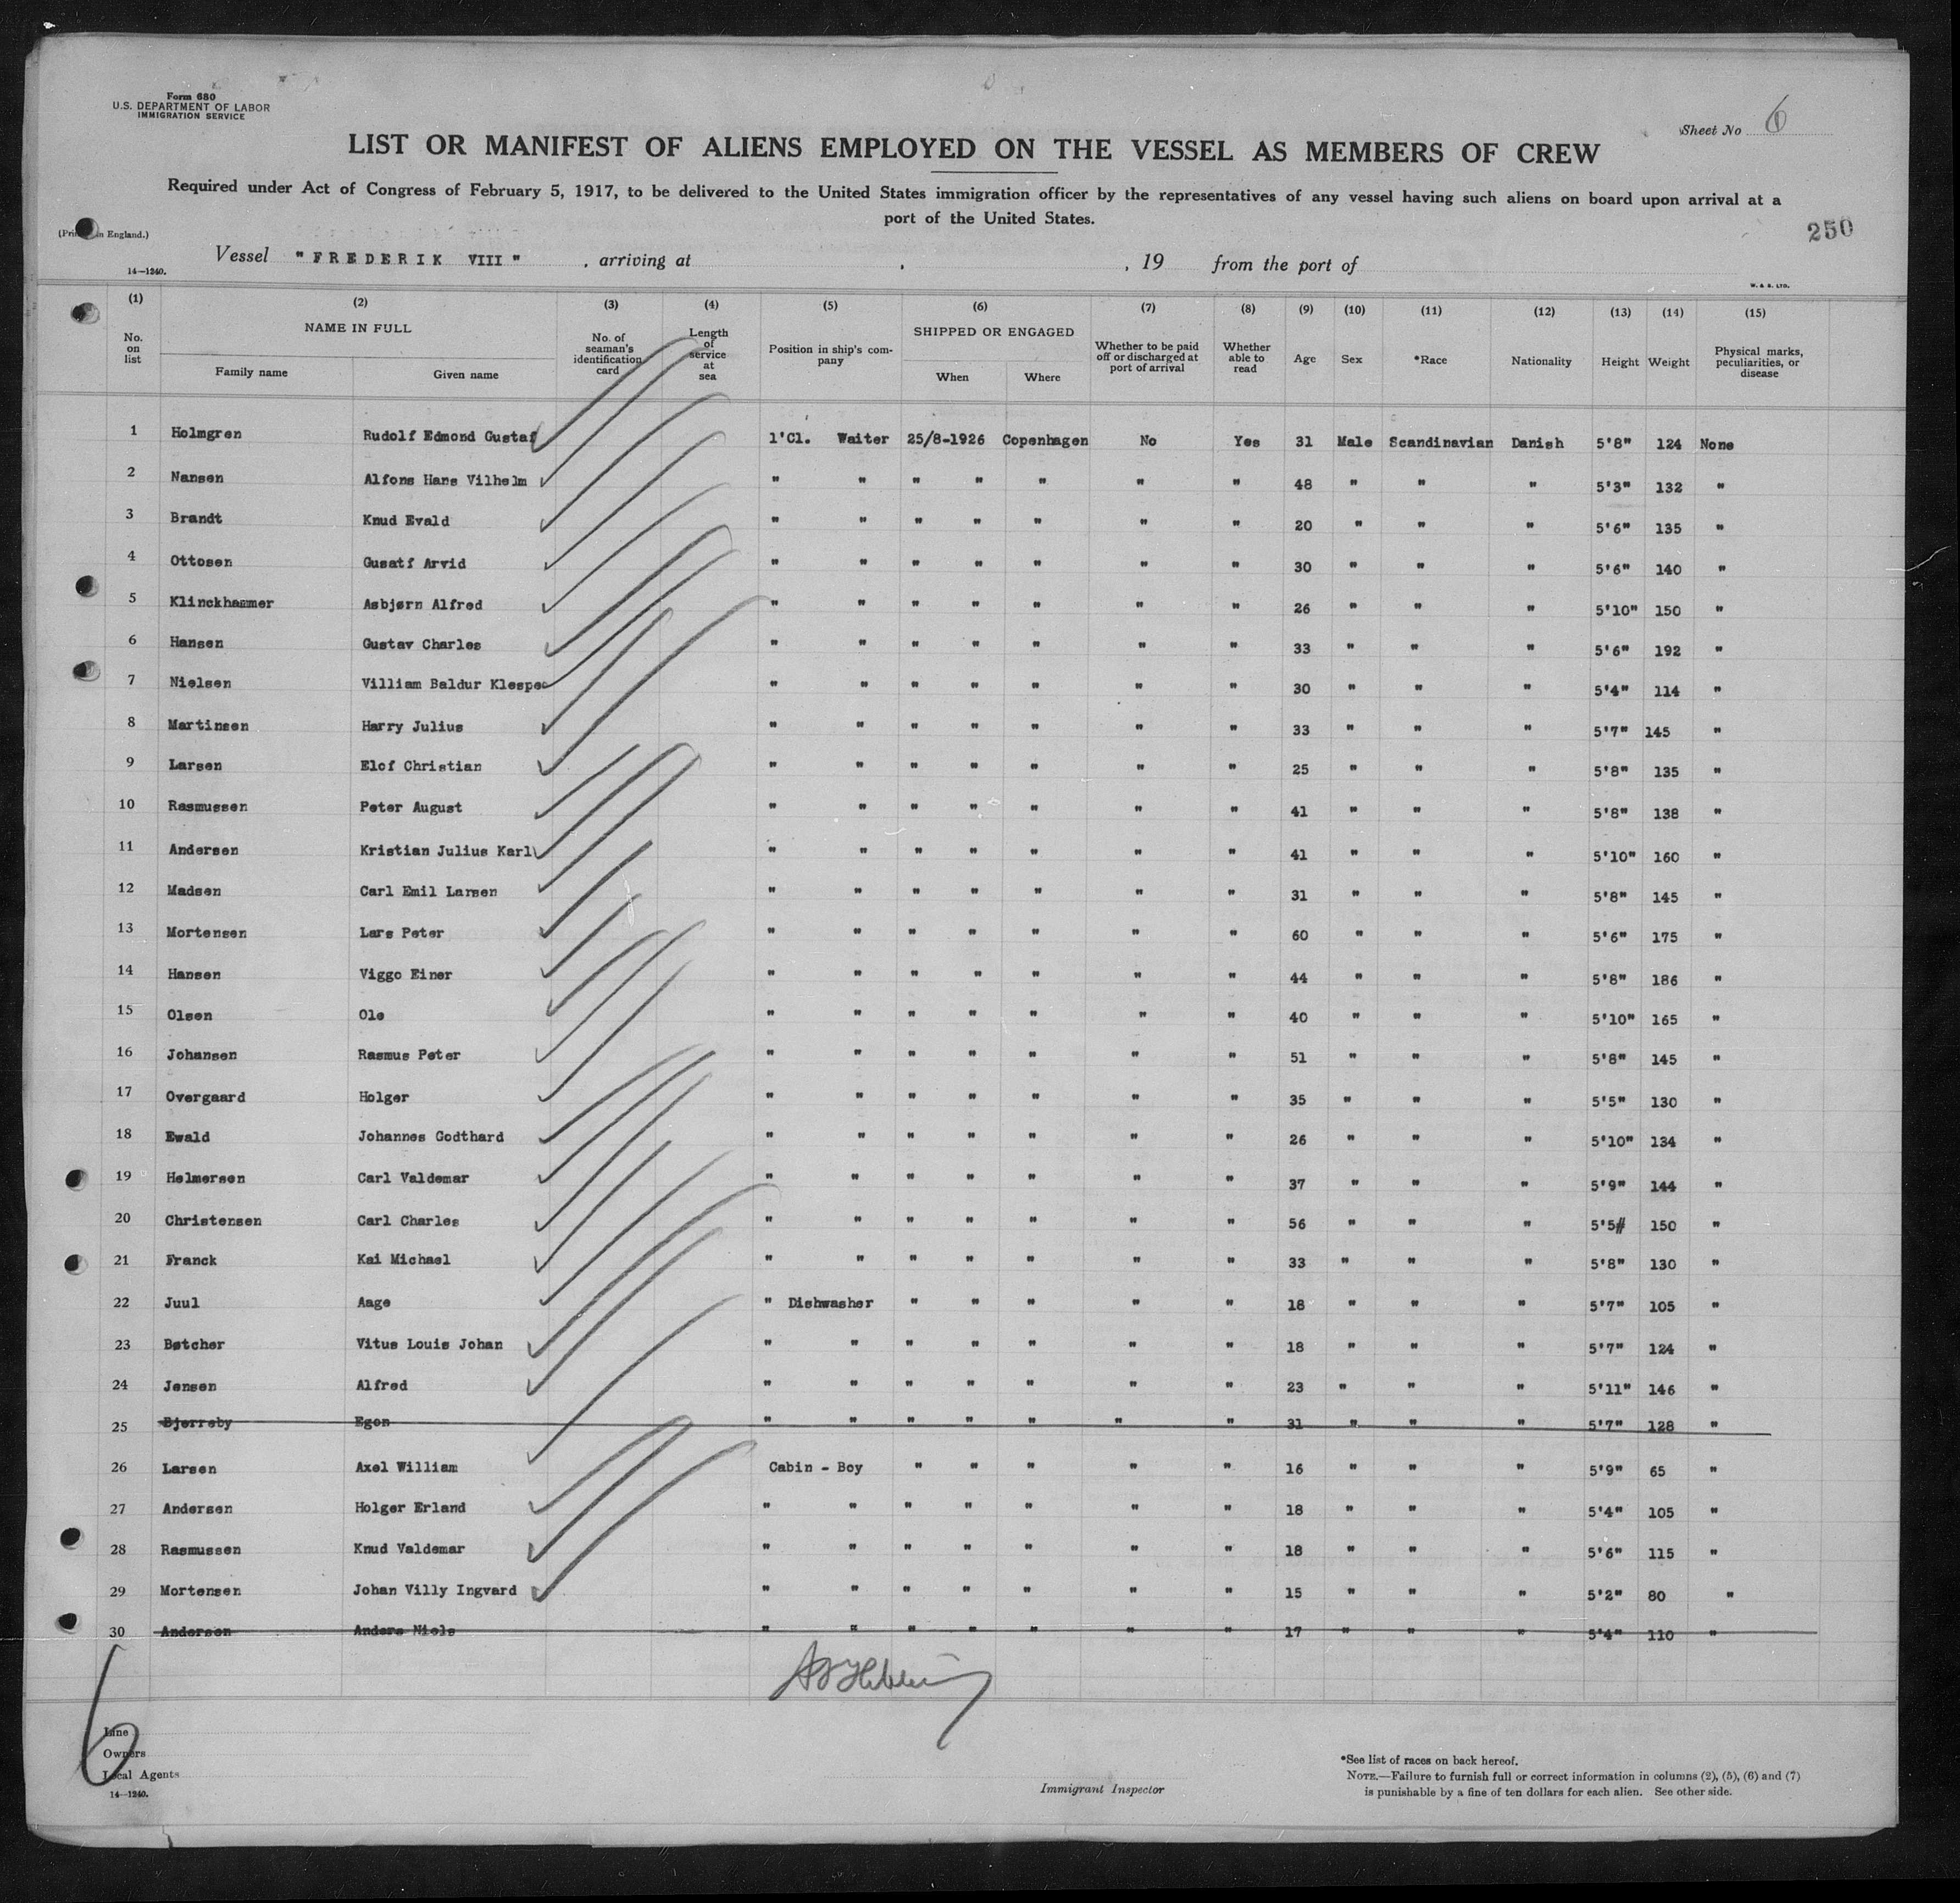 Form 680
U.S. DEPARTMENT OF LABOR
IMMIGRATION SERVICE
Sheet No 6
LIST OR MANIFEST OF ALIENS EMPLOYED ON THE VESSEL AS MEMBERS OF CREW
Required under Act of Congress of February 5, 1917, to be delivered to the United States immigration officer by the representatives of any vessel having such aliens on board upon arrival at a
port of the United States.
250
in England.)
Vessel "FREDERIK VIII" , arriving at , , 19 from the port of
14—1240.
W. & S. LTD.
(1) (2) (3) (4) (5) (6) (7) (8) (9) (10) (11) (12) (13) (14) (15)
No. on list NAME IN FULL Family name Given name No. of seaman's identification card Length of service at sea Position in ship's company SHIPPED OR ENGAGED When Where Whether to be paid off or discharged at port of arrival Whether able to read Age Sex *Race Nationality Height Weight Physical marks, peculiarities, or disease
1 Holmgren Rudolf Edmond Gustaf 1'Cl. Waiter 25/8-1926 Copenhagen No Yes 31 Male Scandinavian Danish 5'8" 124 None
2 Nansen Alfons Hans Vilhelm " " " " " " " 48 " " " 5'3" 132 "
3 Brandt Knud Evald " " " " " " " 20 " " " 5'6" 135 "
4 Ottosen Gusatf Arvid " " " " " " " 30 " " " 5'6" 140 "
5 Klinckhammer Asbjørn Alfred " " " " " " " 26 " " " 5'10" 150 "
6 Hansen Gustav Charles " " " " " " " 33 " " " 5'6" 192 "
7 Nielsen Villiam Baldur Klespe " " " " " " " 30 " " " 5'4" 114 "
8 Martinsen Harry Julius " " " " " " " 33 " " " 5'7" 145 "
9 Larsen Elof Christian " " " " " " " 25 " " " 5'8" 135 "
10 Rasmussen Peter August " " " " " " " 41 " " " 5'8" 138 "
11 Andersen Kristian Julius Karl " " " " " " " 41 " " " 5'10" 160 "
12 Madsen Carl Emil Larsen " " " " " " " 31 " " " 5'8" 145 "
13 Mortensen Lars Peter " " " " " " " 60 " " " 5'6" 175 "
14 Hansen Viggo Einer " " " " " " " 44 " " " 5'8" 186 "
15 Olsen Ole " " " " " " " 40 " " " 5'10" 165 "
16 Johansen Rasmus Peter " " " " " " " 51 " " " 5'8" 145 "
17 Overgaard Holger " " " " " " " 35 " " " 5'5" 130 "
18 Ewald Johannes Godthard " " " " " " " 26 " " " 5'10" 134 "
19 Helmersen Carl Valdemar " " " " " " " 37 " " " 5'9" 144 "
20 Christensen Carl Charles " " " " " " " 56 " " " 5'5" 150 "
21 Franck Kai Michael " " " " " " " 33 " " " 5'8" 130 "
22 Juul Aage " Dishwasher " " " " " 18 " " " 5'7" 105 "
23 Bøtcher Vitus Louis Johan " " " " " " " 18 " " " 5'7" 124 "
24 Jensen Alfred " " " " " " " 23 " " " 5'11" 146 "
25 Bjerreby Egon " " " " " " " 31 " " " 5'7" 128 "
26 Larsen Axel William Cabin - Boy " " " " " 16 " " " 5'9" 65 "
27 Andersen Holger Erland " " " " " " " 18 " " " 5'4" 105 "
28 Rasmussen Knud Valdemar " " " " " " " 18 " " " 5'6" 115 "
29 Mortensen Johan Villy Ingvard " " " " " " " 15 " " " 5'2" 80 "
30 Andersen Anders Niels " " " " " " " 17 " " " 5'4" 110 "
6
Line
Owners
Local Agents
14—1240.
Immigrant Inspector
*See list of races on back hereof.
NOTE.—Failure to furnish full or correct information in columns (2), (5), (6) and (7)
is punishable by a fine of ten dollars for each alien. See other side.